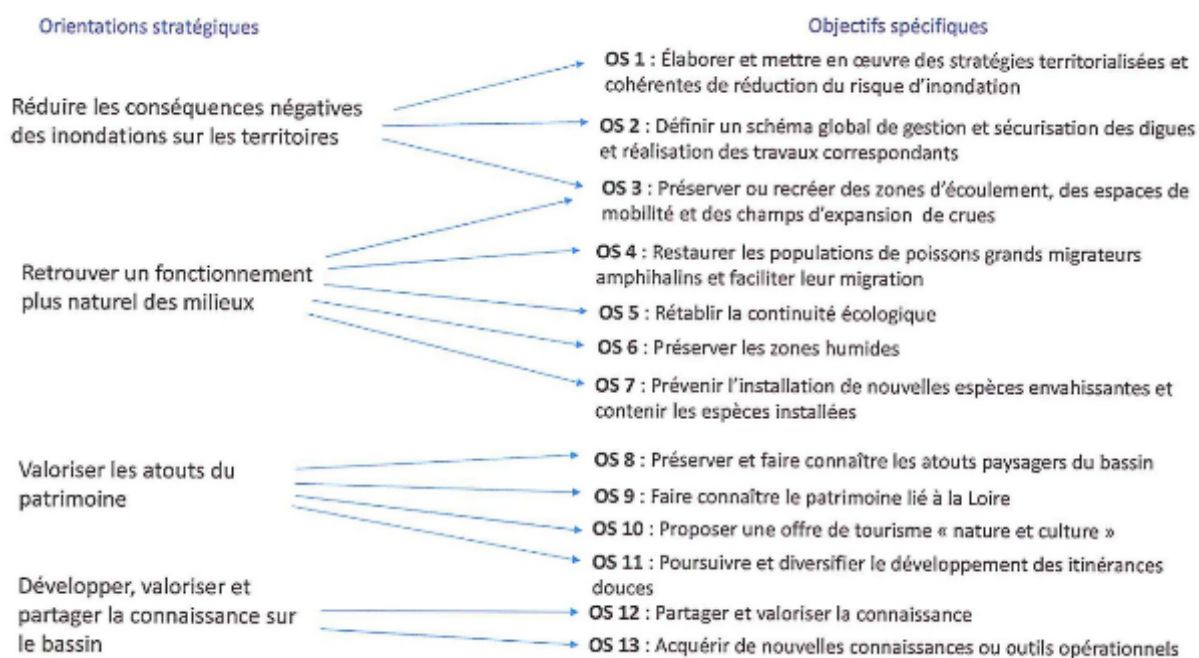 Orientations stratégiques
Objectifs spécifiques
Réduire les conséquences négatives
des inondations sur les territoires
OS 1 : Élaborer et mettre en œuvre des stratégies territorialisées et
cohérentes de réduction du risque d'inondation
OS 2 : Définir un schéma global de gestion et sécurisation des digues
et réalisation des travaux correspondants
OS 3 : Préserver ou recréer des zones d'écoulement, des espaces de
mobilité et des champs d'expansion de crues
Retrouver un fonctionnement
plus naturel des milieux
OS 4 : Restaurer les populations de poissons grands migrateurs
amphihalins et faciliter leur migration
OS 5 : Rétablir la continuité écologique
OS 6 : Préserver les zones humides
OS 7 : Prévenir l'installation de nouvelles espèces envahissantes et
contenir les espèces installées
Valoriser les atouts du
patrimoine
OS 8 : Préserver et faire connaître les atouts paysagers du bassin
OS 9 : Faire connaître le patrimoine lié à la Loire
OS 10 : Proposer une offre de tourisme « nature et culture »
OS 11 : Poursuivre et diversifier le développement des itinérances
douces
Développer, valoriser et
partager la connaissance sur
le bassin
OS 12 : Partager et valoriser la connaissance
OS 13 : Acquérir de nouvelles connaissances ou outils opérationnels